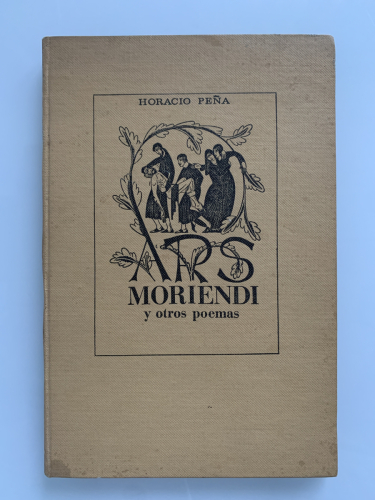 HORACIO PEÑA
ARS
MORIENDI
y otros poemas